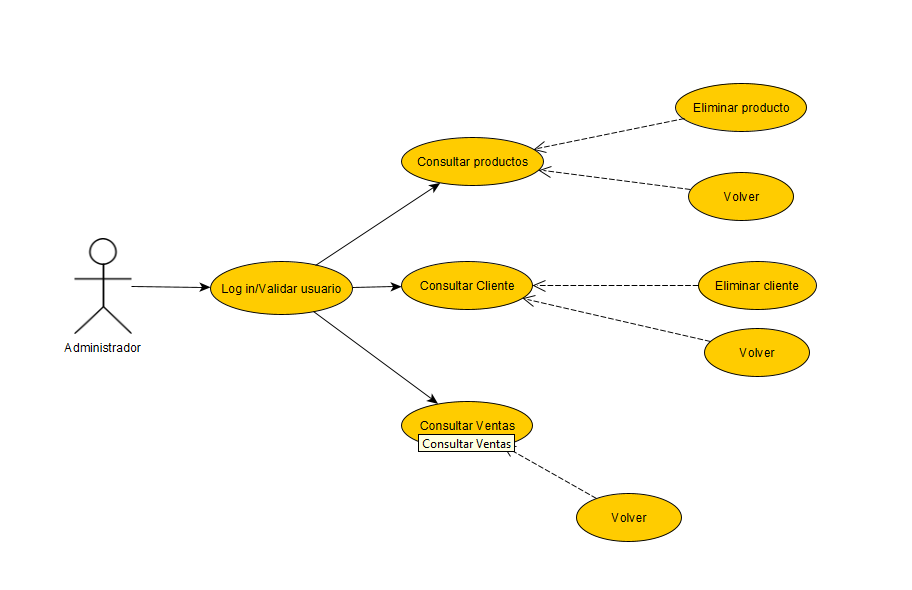 Eliminar producto
Consultar productos
Volver
Log in/Validar usuario
Consultar Cliente
Eliminar cliente
Administrador
Volver
Consultar Ventas
Consultar Ventas
Volver